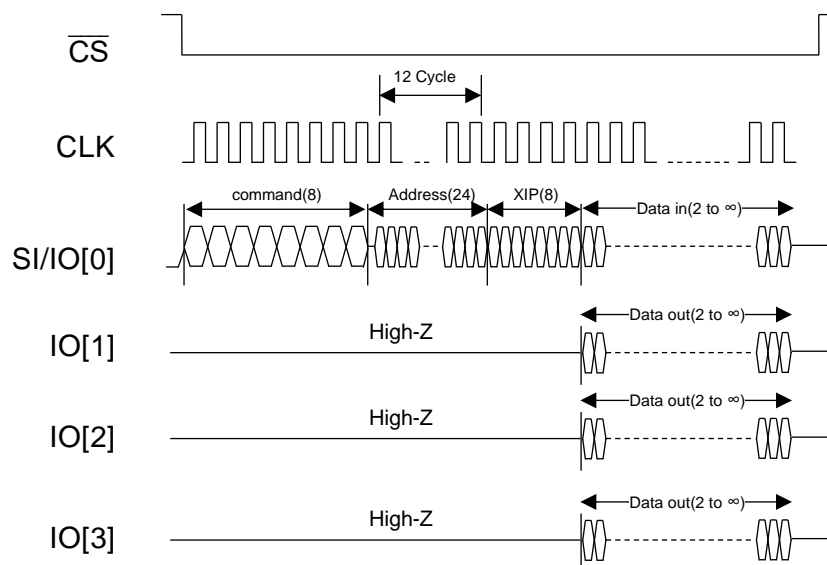 CS
12 Cycle
CLK
command(8)
Address(24)
XIP(8)
Data in(2 to ∞)
SI/IO[0]
Data out(2 to ∞)
High-Z
IO[1]
Data out(2 to ∞)
High-Z
IO[2]
Data out(2 to ∞)
High-Z
IO[3]